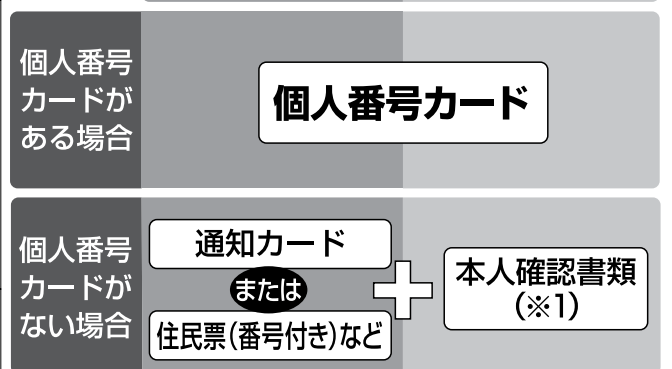 個人番号
カードが
ある場合
個人番号カード
個人番号
カードが
ない場合
通知カード
または
住民票(番号付き)など
＋
本人確認書類
(※1)